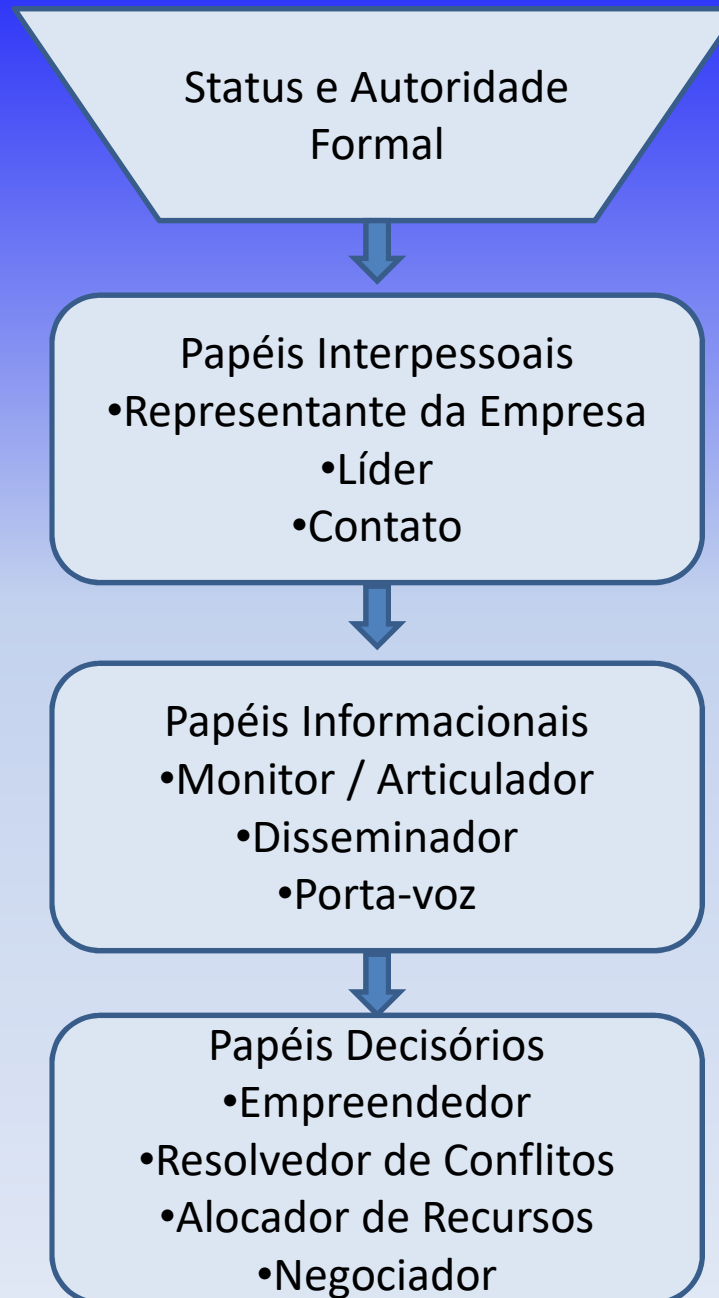 Status e Autoridade
Formal
Papéis Interpessoais
•Representante da Empresa
•Líder
•Contato
Papéis Informacionais
•Monitor / Articulador
•Disseminador
•Porta-voz
Papéis Decisórios
•Empreendedor
•Resolvedor de Conflitos
•Alocador de Recursos
•Negociador